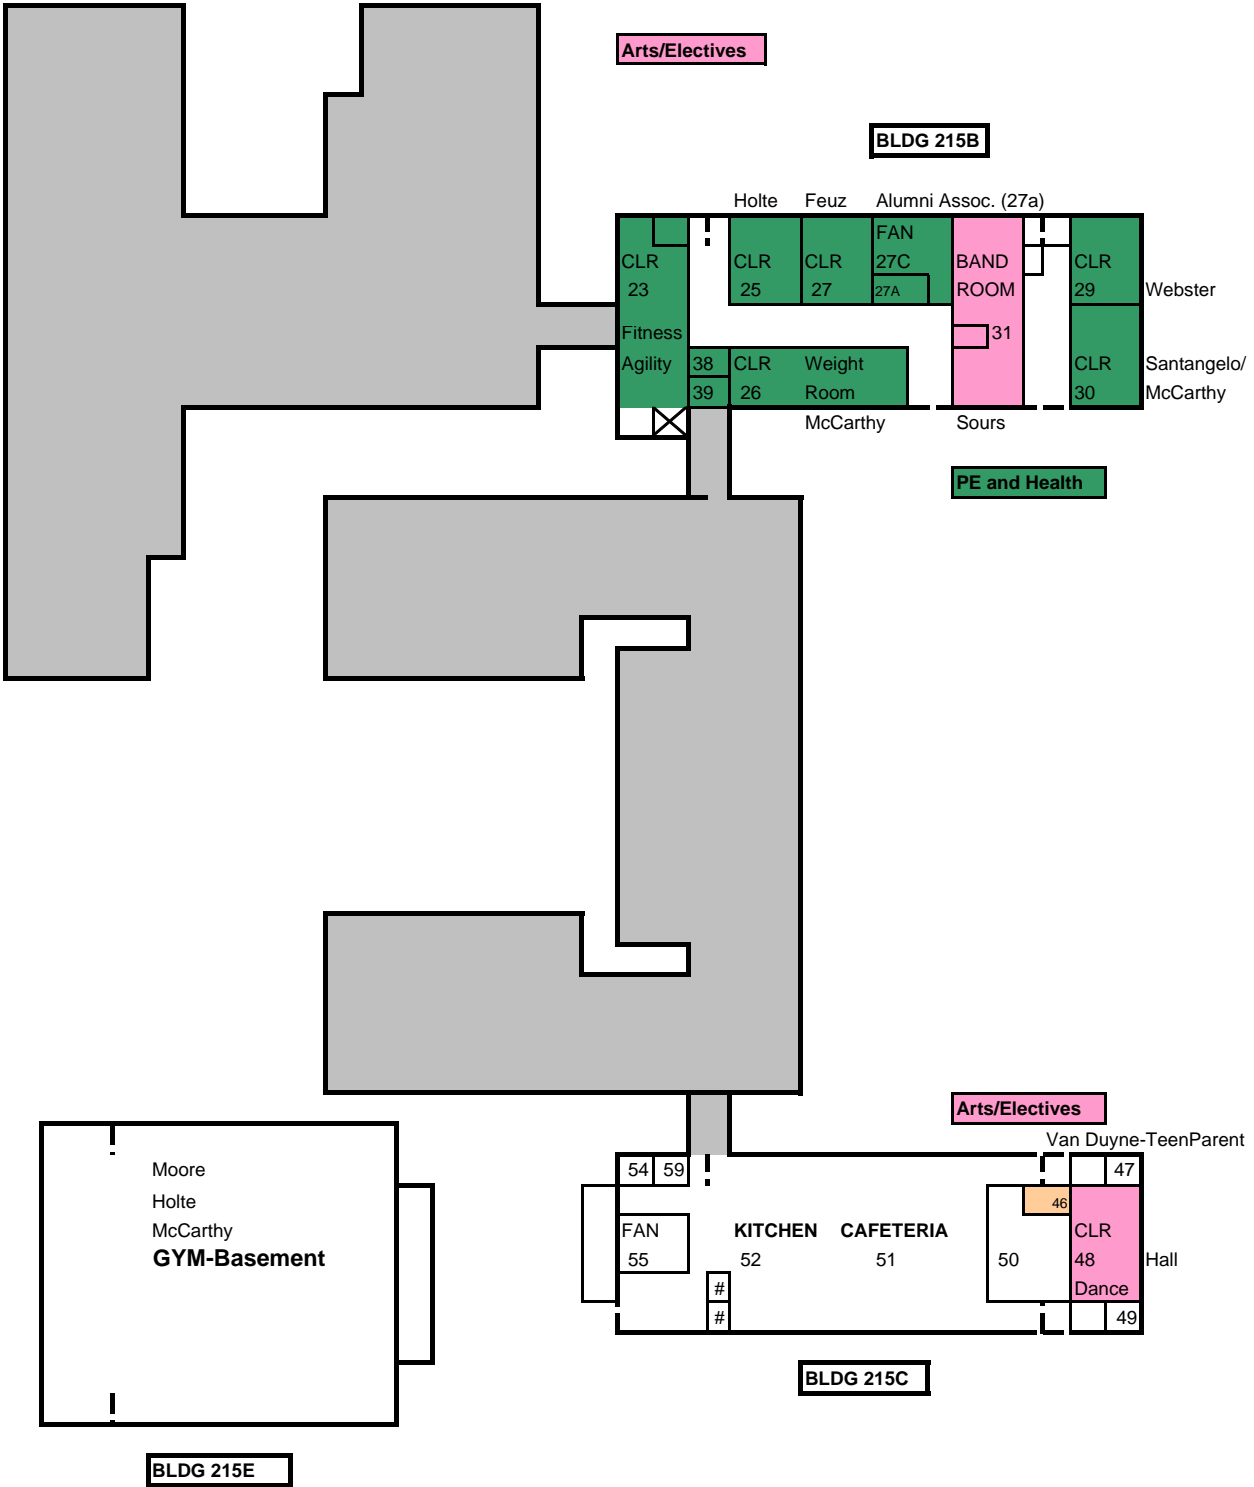 Arts/Electives
BLDG 215B
Holte Feuz Alumni Assoc. (27a)
FAN
CLR CLR CLR 27C BAND CLR
23 25 27 27A ROOM 29 Webster
Fitness 31
Agility 38 CLR Weight CLR Santangelo/
39 26 Room 30 McCarthy
McCarthy Sours
PE and Health
Arts/Electives
Van Duyne-TeenParent
Moore 54 59 47
Holte 46
McCarthy FAN KITCHEN CAFETERIA CLR
GYM-Basement 55 52 51 50 48 Hall
# Dance
# 49
BLDG 215C
BLDG 215E